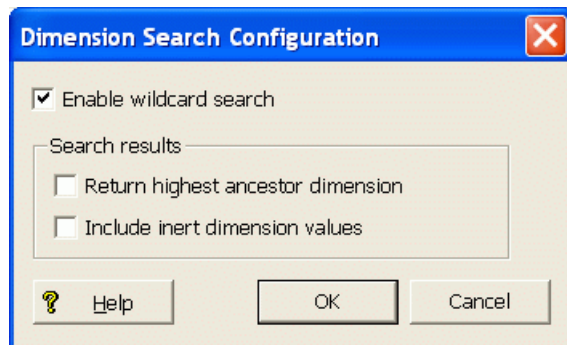 Dimension Search Configuration
Enable wildcard search
Search results
Return highest ancestor dimension
Include inert dimension values
? Help OK Cancel